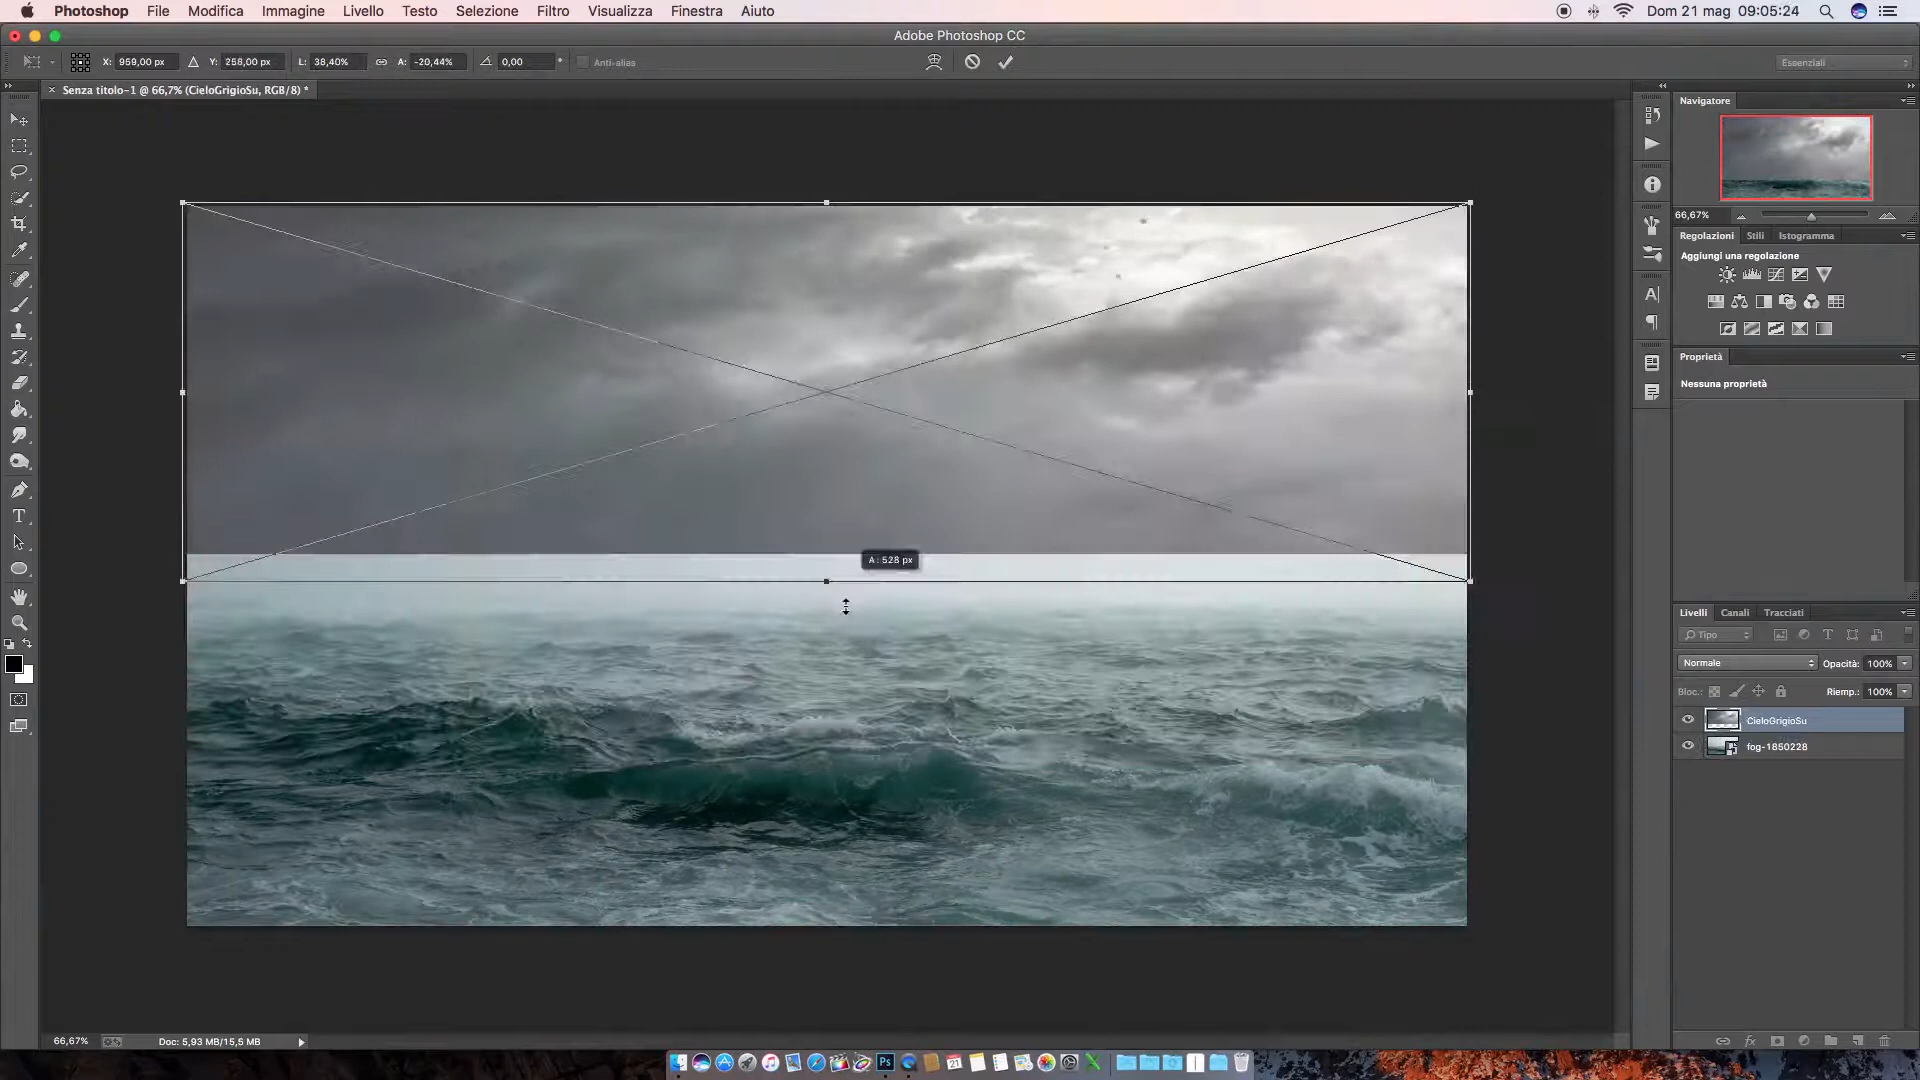 Photoshop File Modifica Immagine Livello Testo Selezione Filtro Visualizza Finestra Aiuto Dom 21 mag 09:05:24
Adobe Photoshop CC
X: 959,00 px Y: 258,00 px L: 38,40% A: -20,44% 0,00 ° Anti-alias Essenziali
× Senza titolo-1 @ 66,7% (CieloGrigioSu, RGB/8) *
Navigatore
66,67%
Regolazioni Stili Istogramma
Aggiungi una regolazione
Proprietà
Nessuna proprietà
A : 528 px
Livelli Canali Tracciati
Tipo
Normale Opacità: 100%
Bloc.: Riemp.: 100%
CieloGrigioSu
fog-1850228
66,67% Doc: 5,93 MB/15,5 MB